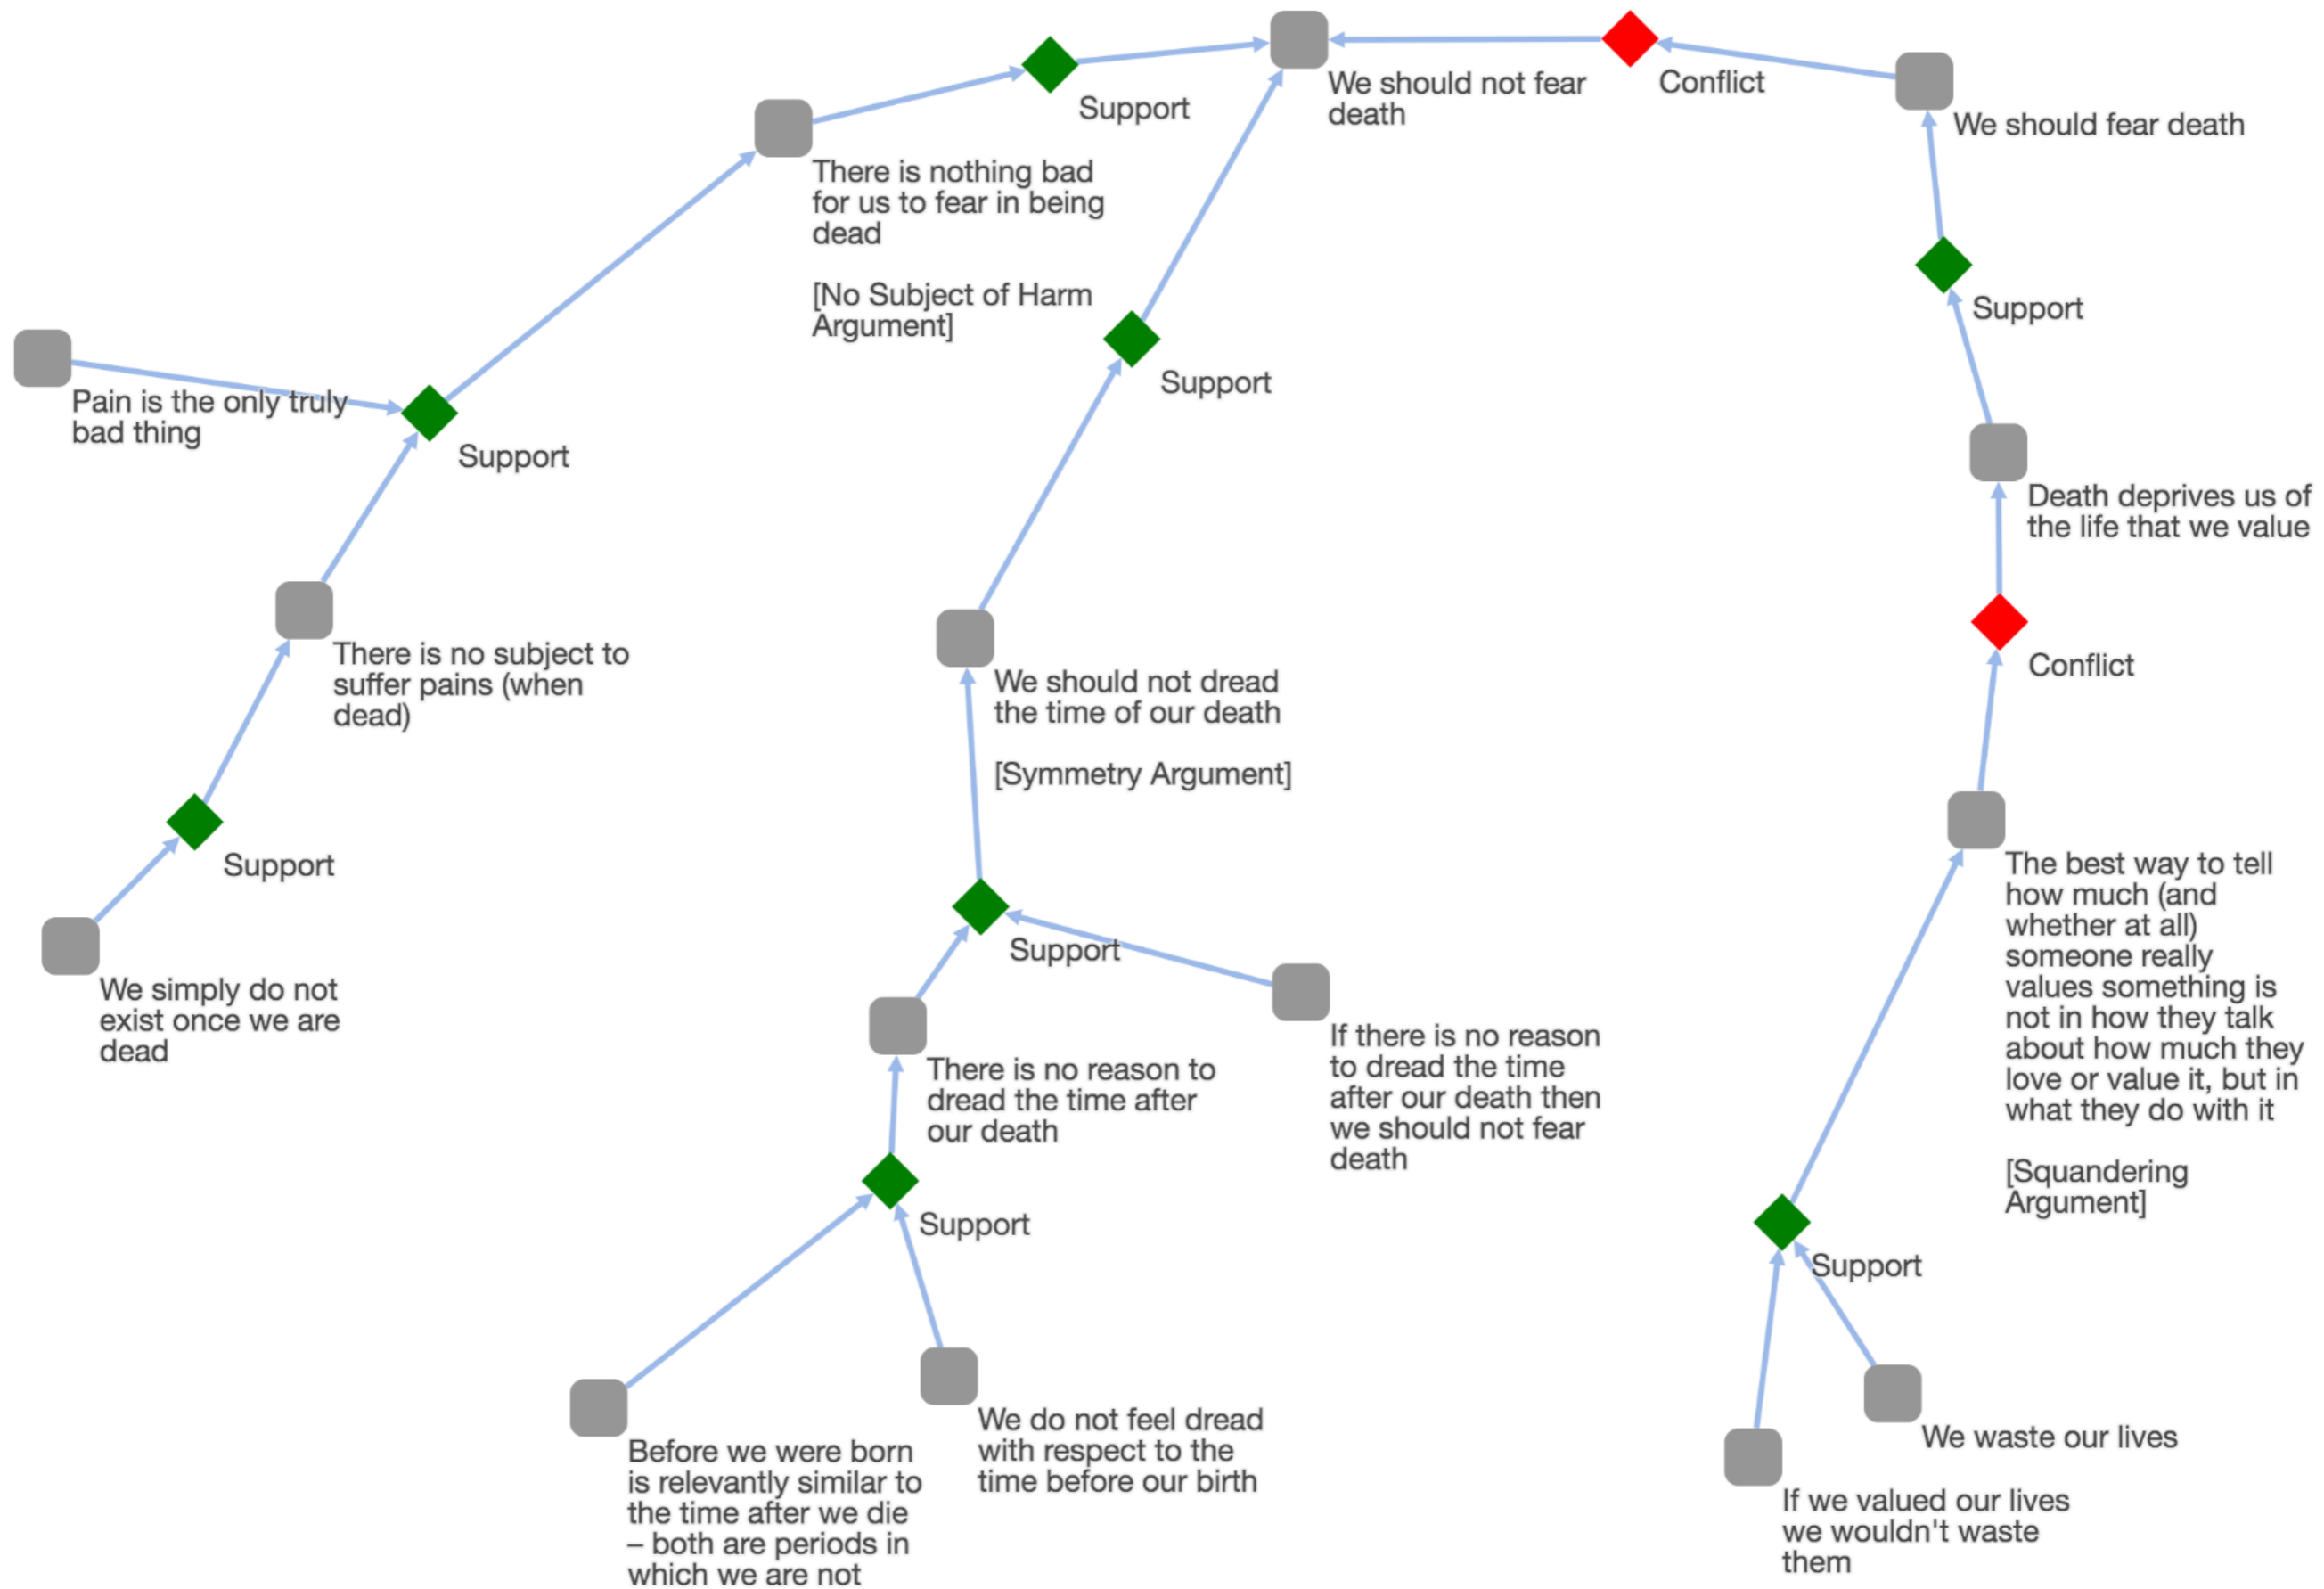 We should not fear
death
Support
Conflict
We should fear death
There is nothing bad
for us to fear in being
dead
[No Subject of Harm
Argument]
Support
Support
Pain is the only truly
bad thing
Support
Death deprives us of
the life that we value
There is no subject to
suffer pains (when
dead)
We should not dread
the time of our death
[Symmetry Argument]
Conflict
Support
The best way to tell
how much (and
whether at all)
someone really
values something is
not in how they talk
about how much they
love or value it, but in
what they do with it
[Squandering
Argument]
Support
We simply do not
exist once we are
dead
There is no reason to
dread the time after
our death
If there is no reason
to dread the time
after our death then
we should not fear
death
Support
Support
Before we were born
is relevantly similar to
the time after we die
– both are periods in
which we are not
We do not feel dread
with respect to the
time before our birth
We waste our lives
If we valued our lives
we wouldn't waste
them